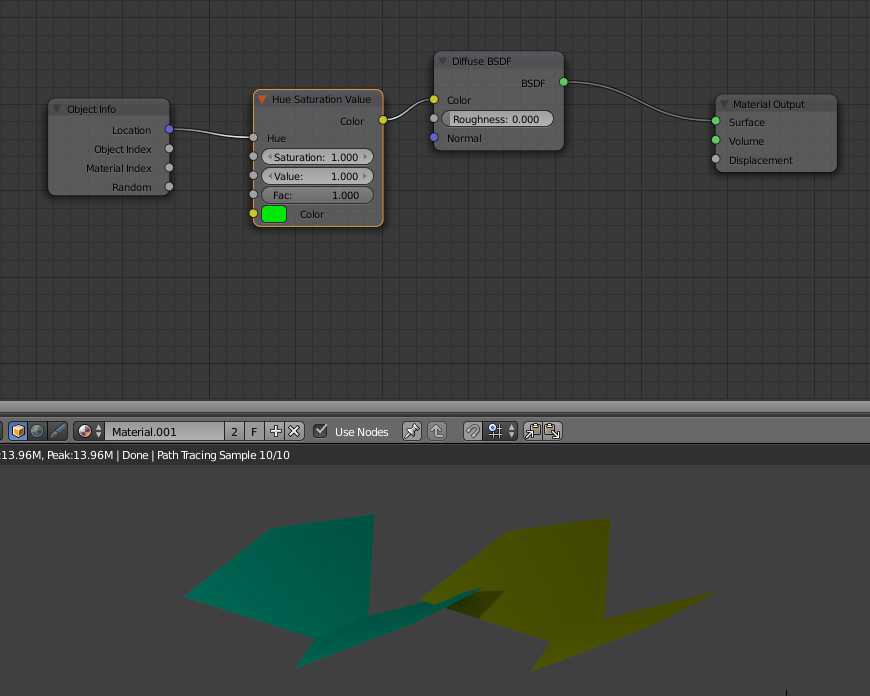 Object Info
Location
Object Index
Material Index
Random
Hue Saturation Value
Color
Hue
Saturation: 1.000
Value: 1.000
Fac: 1.000
Color
Diffuse BSDF
BSDF
Color
Roughness: 0.000
Normal
Material Output
Surface
Volume
Displacement
Material.001 2 F Use Nodes
:13.96M, Peak:13.96M | Done | Path Tracing Sample 10/10